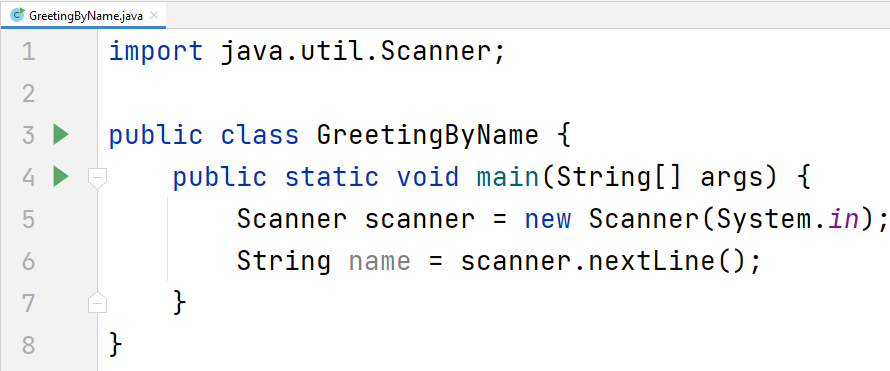 GreetingByName.java
1 import java.util.Scanner;
2
3 public class GreetingByName {
4     public static void main(String[] args) {
5         Scanner scanner = new Scanner(System.in);
6         String name = scanner.nextLine();
7     }
8 }